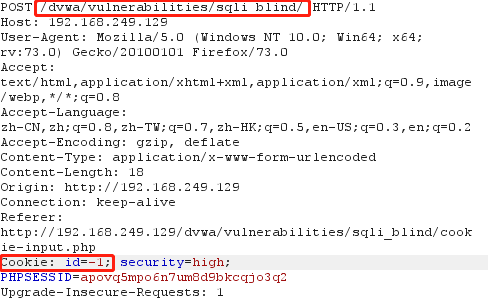 POST /dvwa/vulnerabilities/sqli_blind/ HTTP/1.1
Host: 192.168.249.129
User-Agent: Mozilla/5.0 (Windows NT 10.0; Win64; x64;
rv:73.0) Gecko/20100101 Firefox/73.0
Accept:
text/html,application/xhtml+xml,application/xml;q=0.9,image
/webp,*/*;q=0.8
Accept-Language:
zh-CN,zh;q=0.8,zh-TW;q=0.7,zh-HK;q=0.5,en-US;q=0.3,en;q=0.2
Accept-Encoding: gzip, deflate
Content-Type: application/x-www-form-urlencoded
Content-Length: 18
Origin: http://192.168.249.129
Connection: keep-alive
Referer:
http://192.168.249.129/dvwa/vulnerabilities/sqli_blind/cook
ie-input.php
Cookie: id=-1; security=high;
PHPSESSID=apovq5mpo6n7um8d9bkcqjo3q2
Upgrade-Insecure-Requests: 1